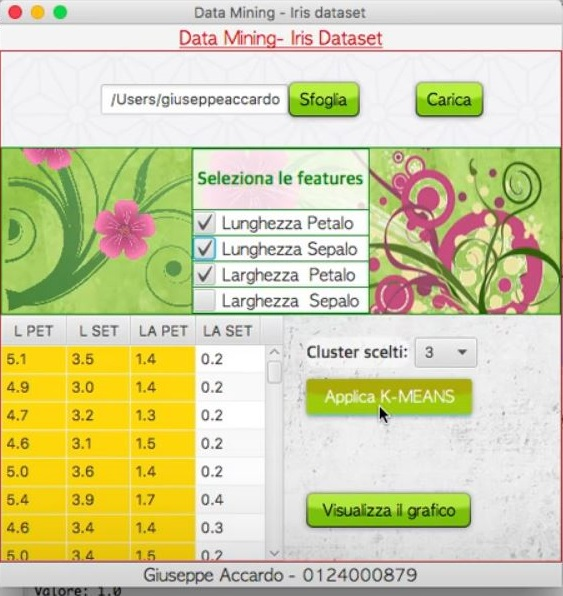 Data Mining - Iris dataset
Data Mining- Iris Dataset
/Users/giuseppeaccardo Sfoglia Carica
Seleziona le features
Lunghezza Petalo
Lunghezza Sepalo
Larghezza Petalo
Larghezza Sepalo
L PET L SET LA PET LA SET
5.1 3.5 1.4 0.2
4.9 3.0 1.4 0.2
4.7 3.2 1.3 0.2
4.6 3.1 1.5 0.2
5.0 3.6 1.4 0.2
5.4 3.9 1.7 0.4
4.6 3.4 1.4 0.3
5.0 3.4 1.5 0.2
Cluster scelti: 3
Applica K-MEANS
Visualizza il grafico
Giuseppe Accardo - 0124000879
Valore: 1.0